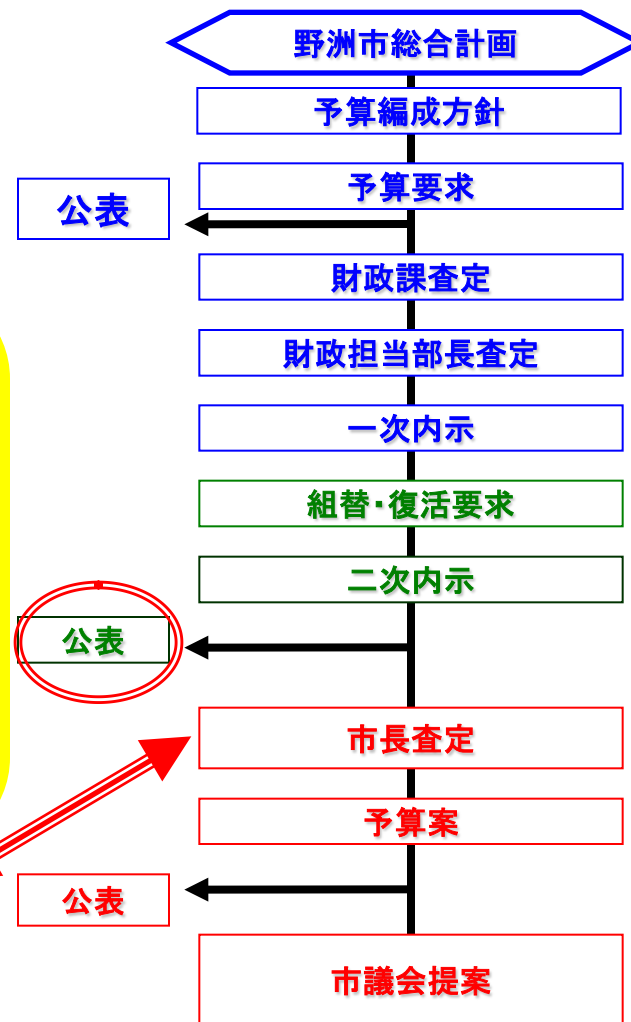 野洲市総合計画
予算編成方針
予算要求
公表
財政課査定
財政担当部長査定
一次内示
組替・復活要求
二次内示
公表
市長査定
予算案
公表
市議会提案